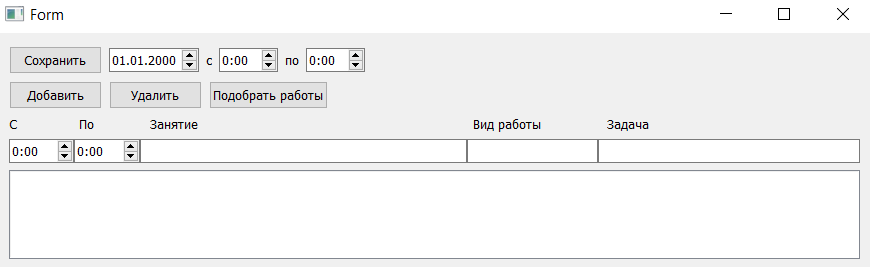 Form
Сохранить 01.01.2000 с 0:00 по 0:00
Добавить Удалить Подобрать работы
С По Занятие Вид работы Задача
0:00 0:00